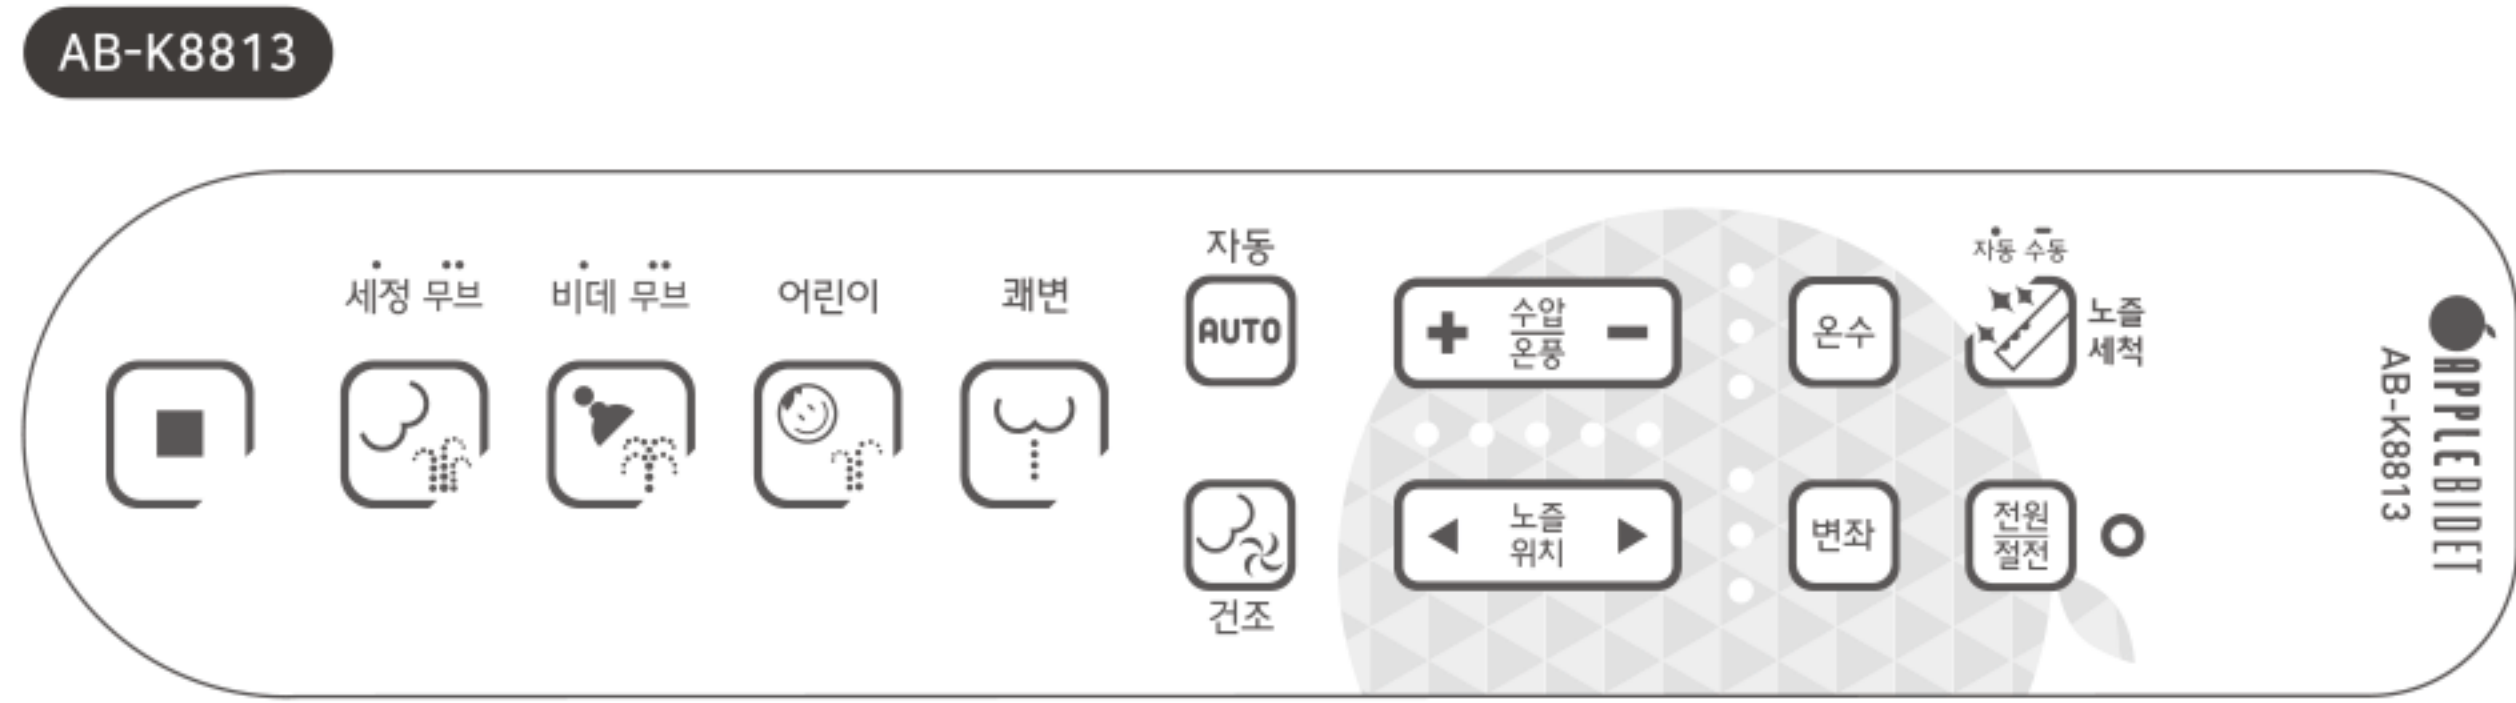 AB-K8813
세정 무브
비데 무브
어린이
쾌변
자동
AUTO
건조
수압
온풍
노즐
위치
온수
변좌
자동 수동
노즐
세척
전원
절전
APPLEBIDET
AB-K8813